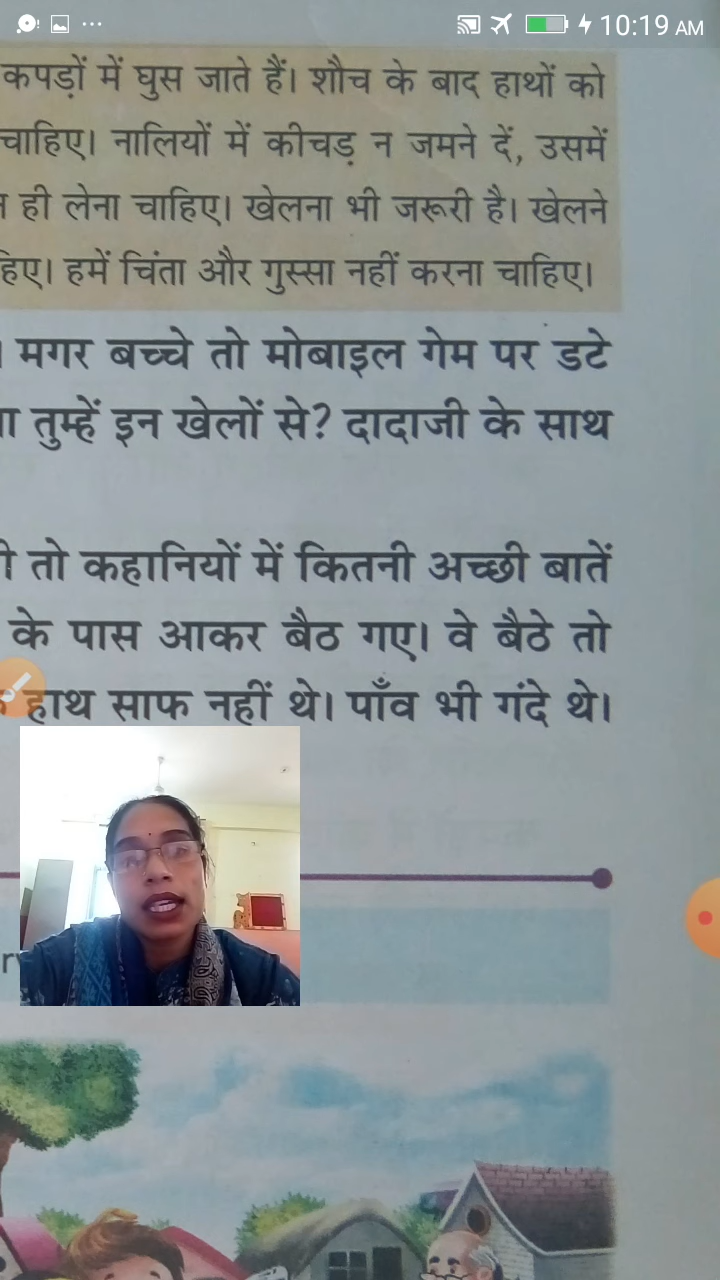 10:19 AM
कपड़ों में घुस जाते हैं। शौच के बाद हाथों को
चाहिए। नालियों में कीचड़ न जमने दें, उसमें
ही लेना चाहिए। खेलना भी जरूरी है। खेलने
हमें चिंता और गुस्सा नहीं करना चाहिए।
मगर बच्चे तो मोबाइल गेम पर डटे
तुम्हें इन खेलों से? दादाजी के साथ
तो कहानियों में कितनी अच्छी बातें
के पास आकर बैठ गए। वे बैठे तो
हाथ साफ नहीं थे। पाँव भी गंदे थे।